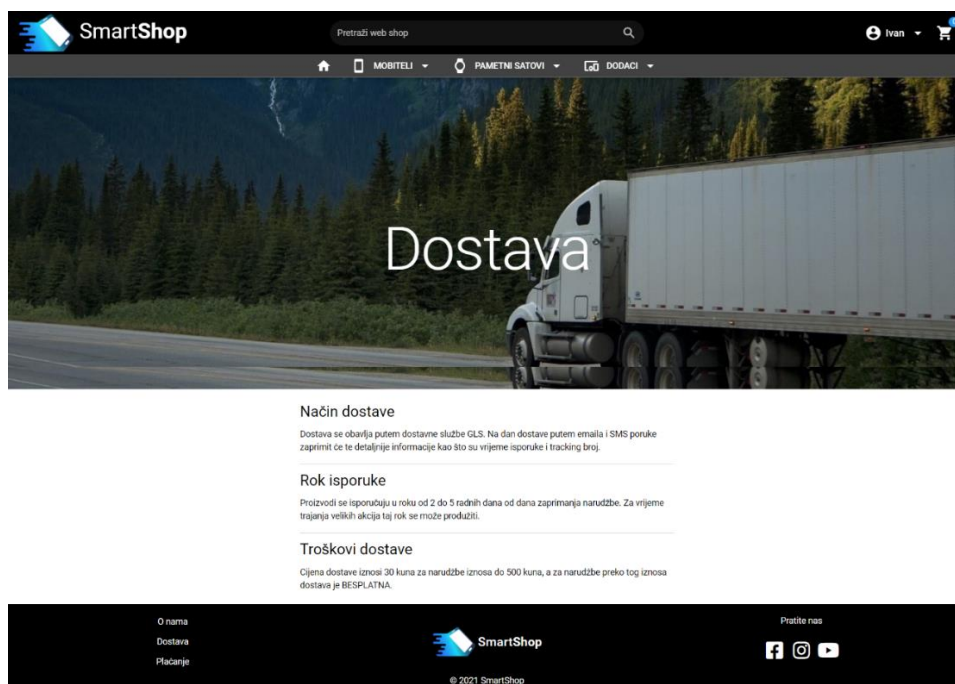 SmartShop
Pretraži web shop
Ivan
MOBITELI
PAMETNI SATOVI
DODACI
Dostava
Način dostave
Dostava se obavlja putem dostavne službe GLS. Na dan dostave putem emaila i SMS poruke
zaprimit će te detaljnije informacije kao što su vrijeme isporuke i tracking broj.
Rok isporuke
Proizvodi se isporučuju u roku od 2 do 5 radnih dana od dana zaprimanja narudžbe. Za vrijeme
trajanja velikih akcija taj rok se može produžiti.
Troškovi dostave
Cijena dostave iznosi 30 kuna za narudžbe iznosa do 500 kuna, a za narudžbe preko tog iznosa
dostava je BESPLATNA.
O nama
Dostava
Plaćanje
SmartShop
© 2021 SmartShop
Pratite nas